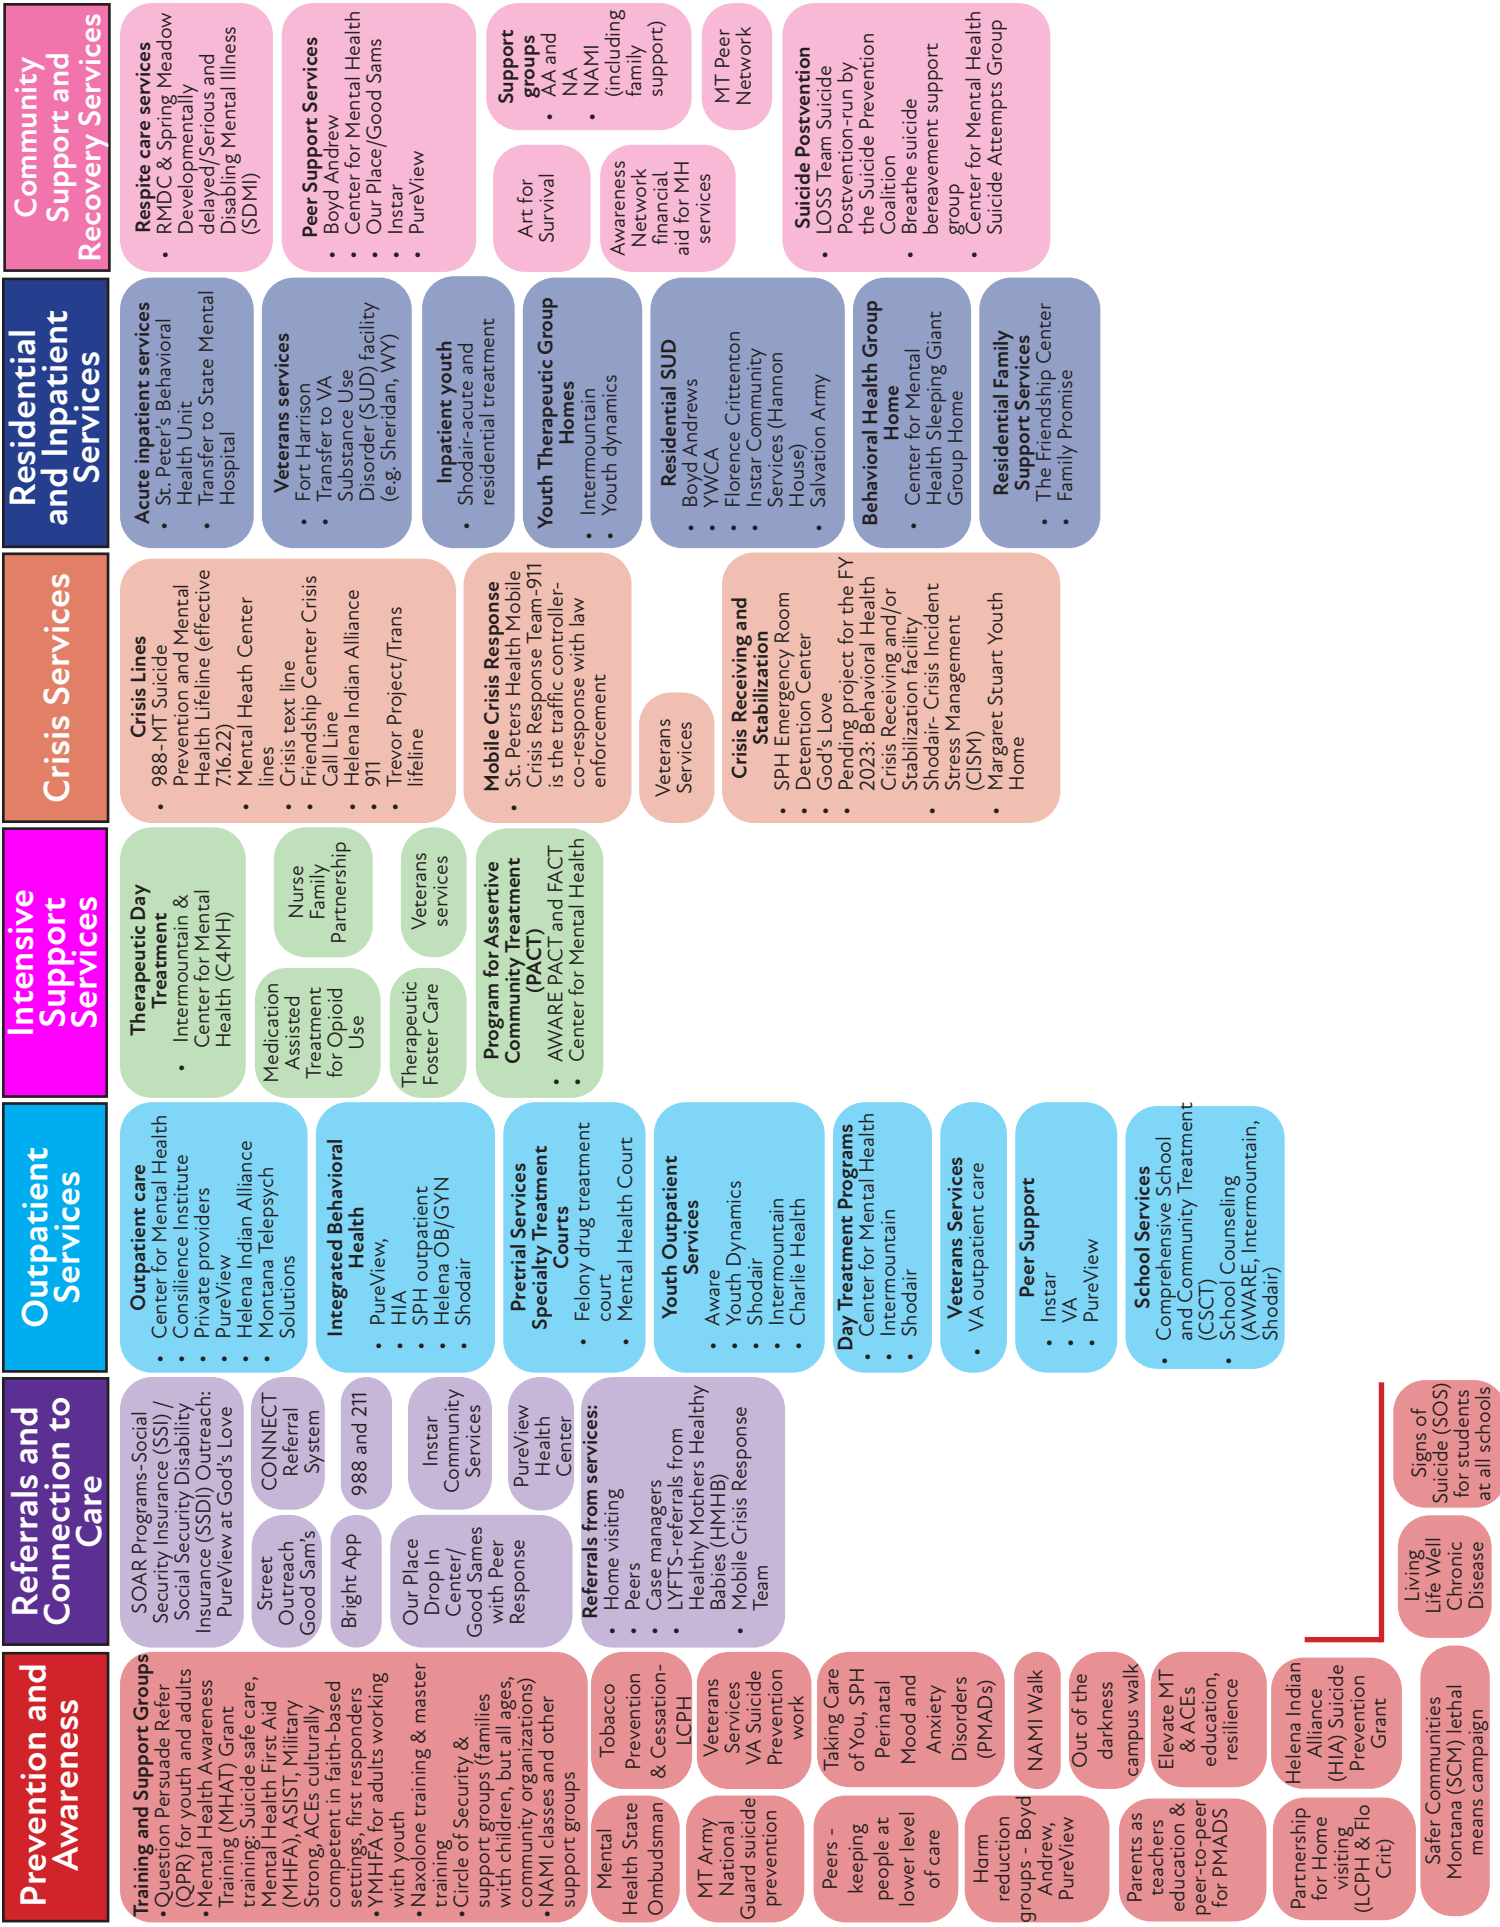 Prevention and
Awareness
Training and Support Groups
• Question Persuade Refer
(QPR) for youth and adults
• Mental Health Awareness
Training (MHAT) Grant
training: Suicide safe care,
Mental Health First Aid
(MHFA), ASIST, Military
Strong, ACEs culturally
competent in faith-based
settings, first responders
• YMHFA for adults working
with youth
• Naxolone training & master
training
• Circle of Security &
support groups (families
with children, but all ages,
community organizations)
• NAMI classes and other
support groups
Mental
Health State
Ombudsman
Tobacco
Prevention
& Cessation-
LCPH
MT Army
National
Guard suicide
prevention
Veterans
Services
VA Suicide
Prevention
work
Peers -
keeping
people at
lower level
of care
Taking Care
of You, SPH
Perinatal
Mood and
Anxiety
Disorders
(PMADs)
Harm
reduction
groups - Boyd
Andrew,
PureView
NAMI Walk
Out of the
darkness
campus walk
Parents as
teachers
education &
peer-to-peer
for PMADS
Elevate MT
& ACEs
education,
resilience
Partnership
for Home
visiting
(LCPH & Flo
Crit)
Helena Indian
Alliance
(HIA) Suicide
Prevention
Grant
Safer Communities
Montana (SCM) lethal
means campaign
Living
Life Well
Chronic
Disease
Signs of
Suicide (SOS)
for students
at all schools
Referrals and
Connection to
Care
SOAR Programs-Social
Security Insurance (SSI) /
Social Security Disability
Insurance (SSDI) Outreach:
PureView at God's Love
Street
Outreach
Good Sam's
CONNECT
Referral
System
Bright App
988 and 211
Our Place
Drop In
Center/
Good Sames
with Peer
Response
Instar
Community
Services
PureView
Health
Center
Referrals from services:
• Home visiting
• Peers
• Case managers
• LYFTS-referrals from
Healthy Mothers Healthy
Babies (HMHB)
• Mobile Crisis Response
Team
Outpatient
Services
Outpatient care
• Center for Mental Health
• Consilience Institute
• Private providers
• PureView
• Helena Indian Alliance
• Montana Telepsych
Solutions
Integrated Behavioral
Health
• PureView,
• HIA
• SPH outpatient
• Helena OB/GYN
• Shodair
Pretrial Services
Specialty Treatment
Courts
• Felony drug treatment
court
• Mental Health Court
Youth Outpatient
Services
• Aware
• Youth Dynamics
• Shodair
• Intermountain
• Charlie Health
Day Treatment Programs
• Center for Mental Health
• Intermountain
• Shodair
Veterans Services
• VA outpatient care
Peer Support
• Instar
• VA
• PureView
School Services
• Comprehensive School
and Community Treatment
(CSCT)
• School Counseling
(AWARE, Intermountain,
Shodair)
Intensive
Support
Services
Therapeutic Day
Treatment
• Intermountain &
Center for Mental
Health (C4MH)
Medication
Assisted
Treatment
for Opioid
Use
Nurse
Family
Partnership
Therapeutic
Foster Care
Veterans
services
Program for Assertive
Community Treatment
(PACT)
• AWARE PACT and FACT
• Center for Mental Health
Crisis Services
Crisis Lines
• 988-MT Suicide
Prevention and Mental
Health Lifeline (effective
7.16.22)
• Mental Heath Center
lines
• Crisis text line
• Friendship Center Crisis
Call Line
• Helena Indian Alliance
• 911
• Trevor Project/Trans
lifeline
Mobile Crisis Response
• St. Peters Health Mobile
Crisis Response Team-911
is the traffic controller-
co-response with law
enforcement
Veterans
Services
Crisis Receiving and
Stabilization
• SPH Emergency Room
• Detention Center
• God's Love
• Pending project for the FY
2023: Behavioral Health
Crisis Receiving and/or
Stabilization facility
• Shodair- Crisis Incident
Stress Management
(CISM)
• Margaret Stuart Youth
Home
Residential
and Inpatient
Services
Acute inpatient services
• St. Peter's Behavioral
Health Unit
• Transfer to State Mental
Hospital
Veterans services
• Fort Harrison
• Transfer to VA
Substance Use
Disorder (SUD) facility
(e.g. Sheridan, WY)
Inpatient youth
• Shodair-acute and
residential treatment
Youth Therapeutic Group
Homes
• Intermountain
• Youth dynamics
Residential SUD
• Boyd Andrews
• YWCA
• Florence Crittenton
• Instar Community
Services (Hannon
House)
• Salvation Army
Behavioral Health Group
Home
• Center for Mental
Health Sleeping Giant
Group Home
Residential Family
Support Services
• The Friendship Center
• Family Promise
Community
Support and
Recovery Services
Respite care services
• RMDC & Spring Meadow
Developmentally
delayed/Serious and
Disabling Mental Illness
(SDMI)
Peer Support Services
• Boyd Andrew
• Center for Mental Health
• Our Place/Good Sams
• Instar
• PureView
Art for
Survival
Support
groups
• AA and
NA
• NAMI
(including
family
support)
Awareness
Network
financial
aid for MH
services
MT Peer
Network
Suicide Postvention
• LOSS Team Suicide
Postvention-run by
the Suicide Prevention
Coalition
• Breathe suicide
bereavement support
group
• Center for Mental Health
Suicide Attempts Group